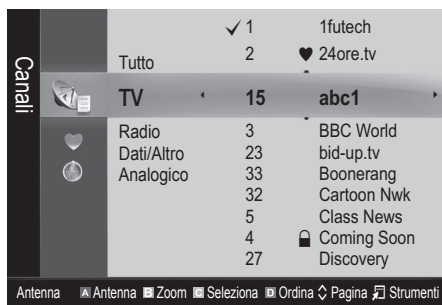 Canali
✓ 1 1futech
Tutto 2 ♥ 24ore.tv
TV 15 abc1
Radio 3 BBC World
Dati/Altro 23 bid-up.tv
Analogico 33 Boonerang
32 Cartoon Nwk
5 Class News
4 Coming Soon
27 Discovery
Antenna A Antenna B Zoom C Seleziona D Ordina Pagina Strumenti